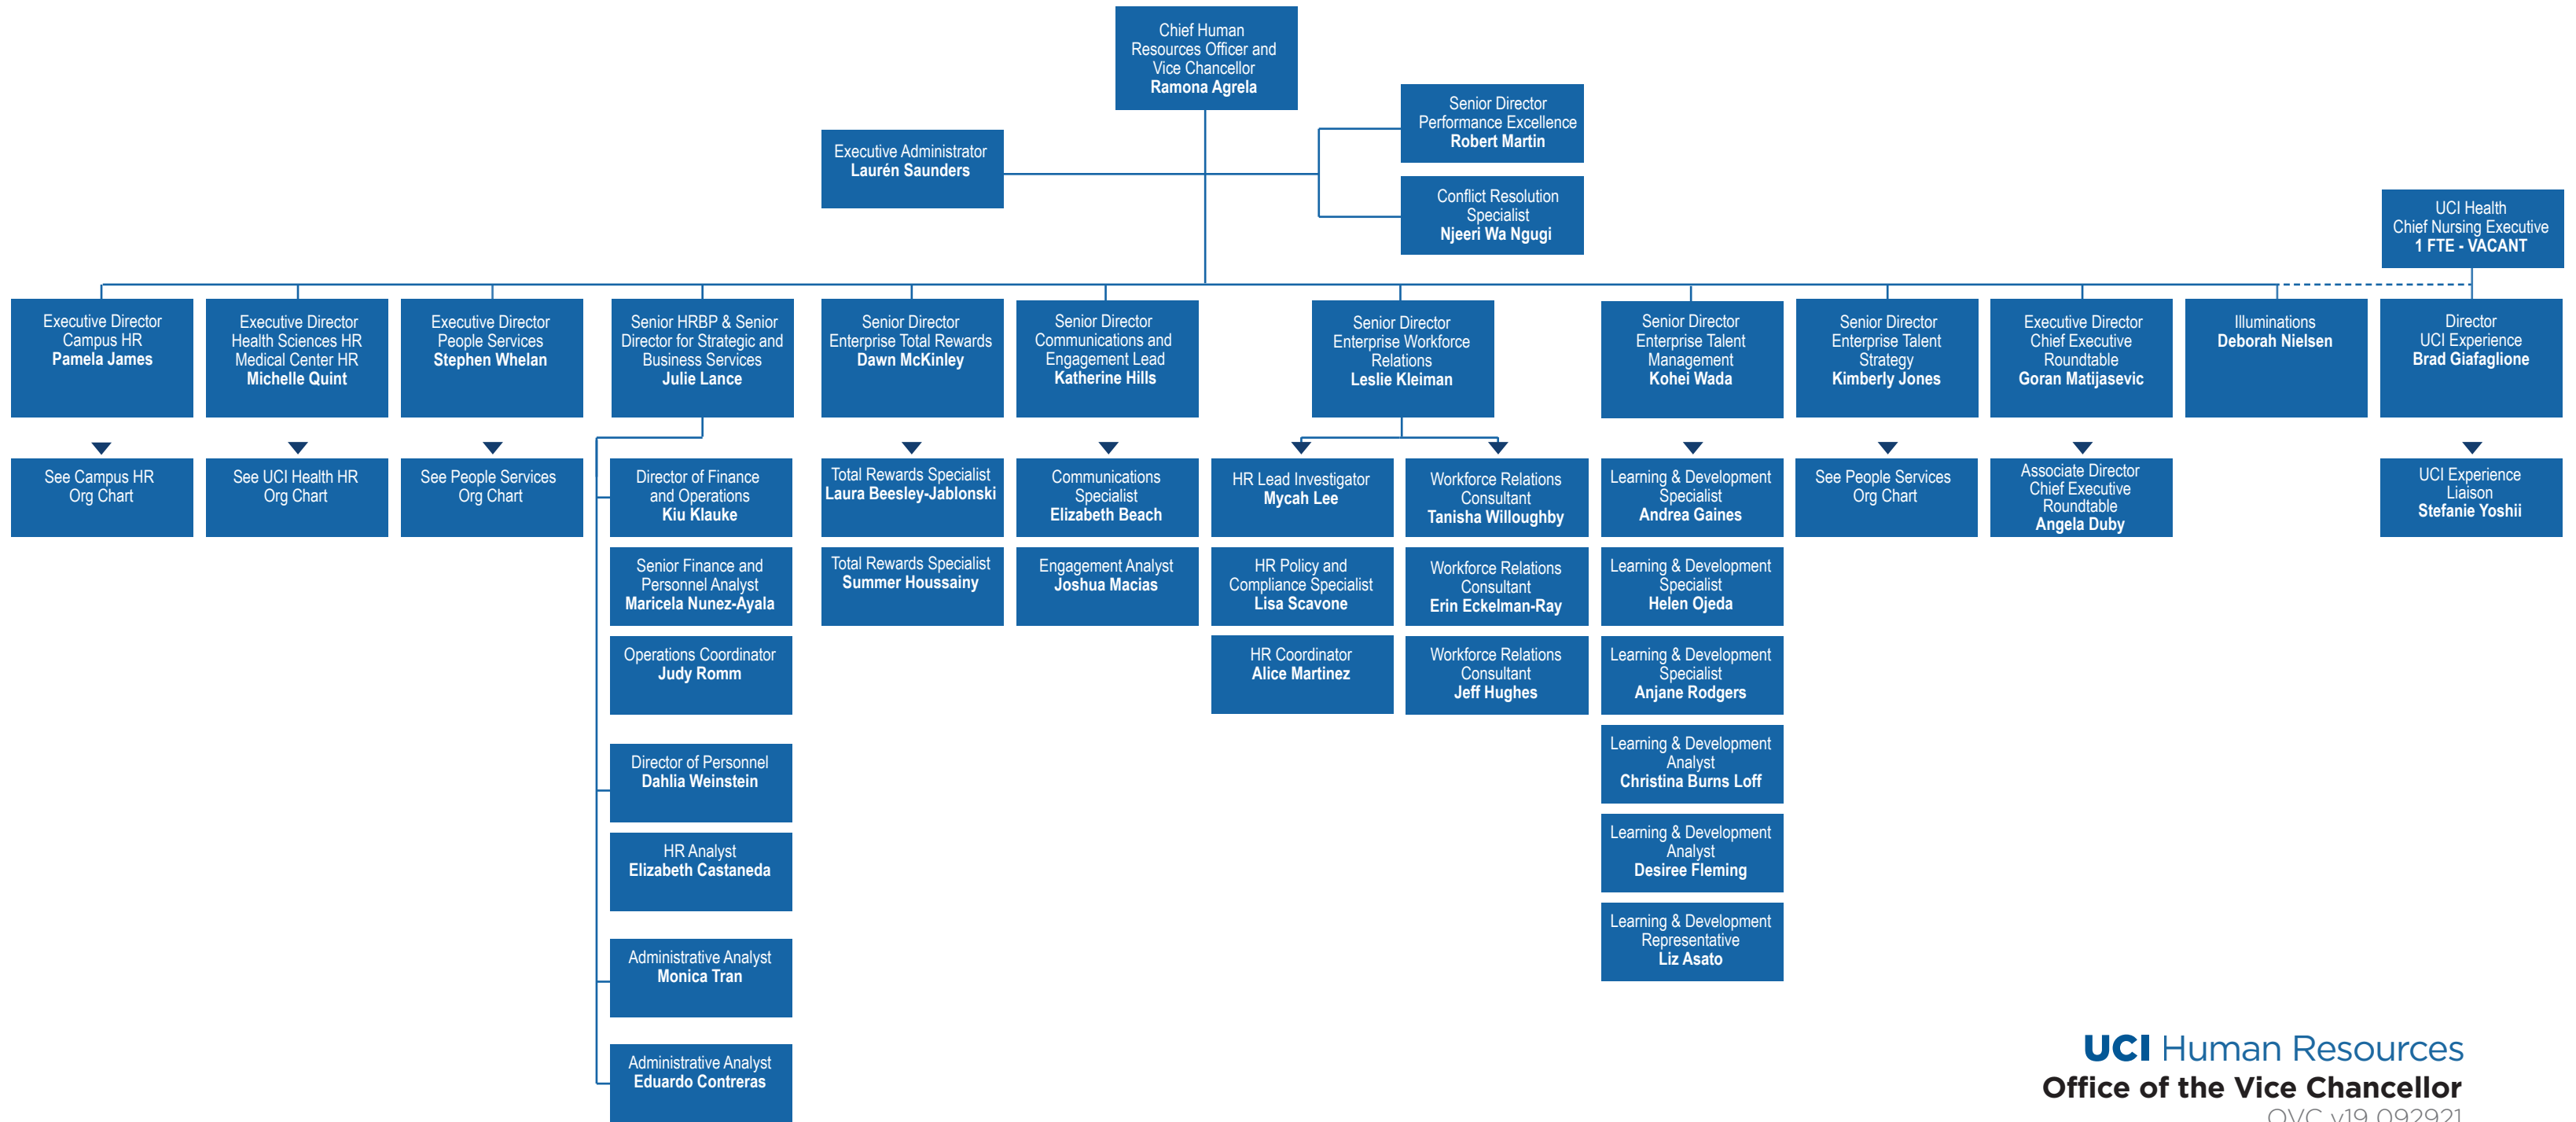 Chief Human
Resources Officer and
Vice Chancellor
Ramona Agrela
Senior Director
Performance Excellence
Robert Martin
Executive Administrator
Laurén Saunders
Conflict Resolution
Specialist
Njeeri Wa Ngugi
UCI Health
Chief Nursing Executive
1 FTE - VACANT
Executive Director
Campus HR
Pamela James
Executive Director
Health Sciences HR
Medical Center HR
Michelle Quint
Executive Director
People Services
Stephen Whelan
Senior HRBP & Senior
Director for Strategic and
Business Services
Julie Lance
Senior Director
Enterprise Total Rewards
Dawn McKinley
Senior Director
Communications and
Engagement Lead
Katherine Hills
Senior Director
Enterprise Workforce
Relations
Leslie Kleiman
Senior Director
Enterprise Talent
Management
Kohei Wada
Senior Director
Enterprise Talent
Strategy
Kimberly Jones
Executive Director
Chief Executive
Roundtable
Goran Matijasevic
Illuminations
Deborah Nielsen
Director
UCI Experience
Brad Giafaglione
See Campus HR
Org Chart
See UCI Health HR
Org Chart
See People Services
Org Chart
Director of Finance
and Operations
Kiu Klauke
Senior Finance and
Personnel Analyst
Maricela Nunez-Ayala
Operations Coordinator
Judy Romm
Director of Personnel
Dahlia Weinstein
HR Analyst
Elizabeth Castaneda
Administrative Analyst
Monica Tran
Administrative Analyst
Eduardo Contreras
Total Rewards Specialist
Laura Beesley-Jablonski
Total Rewards Specialist
Summer Houssainy
Communications
Specialist
Elizabeth Beach
Engagement Analyst
Joshua Macias
HR Lead Investigator
Mycah Lee
HR Policy and
Compliance Specialist
Lisa Scavone
HR Coordinator
Alice Martinez
Workforce Relations
Consultant
Tanisha Willoughby
Workforce Relations
Consultant
Erin Eckelman-Ray
Workforce Relations
Consultant
Jeff Hughes
Learning & Development
Specialist
Andrea Gaines
Learning & Development
Specialist
Helen Ojeda
Learning & Development
Specialist
Anjane Rodgers
Learning & Development
Analyst
Christina Burns Loff
Learning & Development
Analyst
Desiree Fleming
Learning & Development
Representative
Liz Asato
See People Services
Org Chart
Associate Director
Chief Executive
Roundtable
Angela Duby
UCI Experience
Liaison
Stefanie Yoshii
UCI Human Resources
Office of the Vice Chancellor
OVC v19 092921